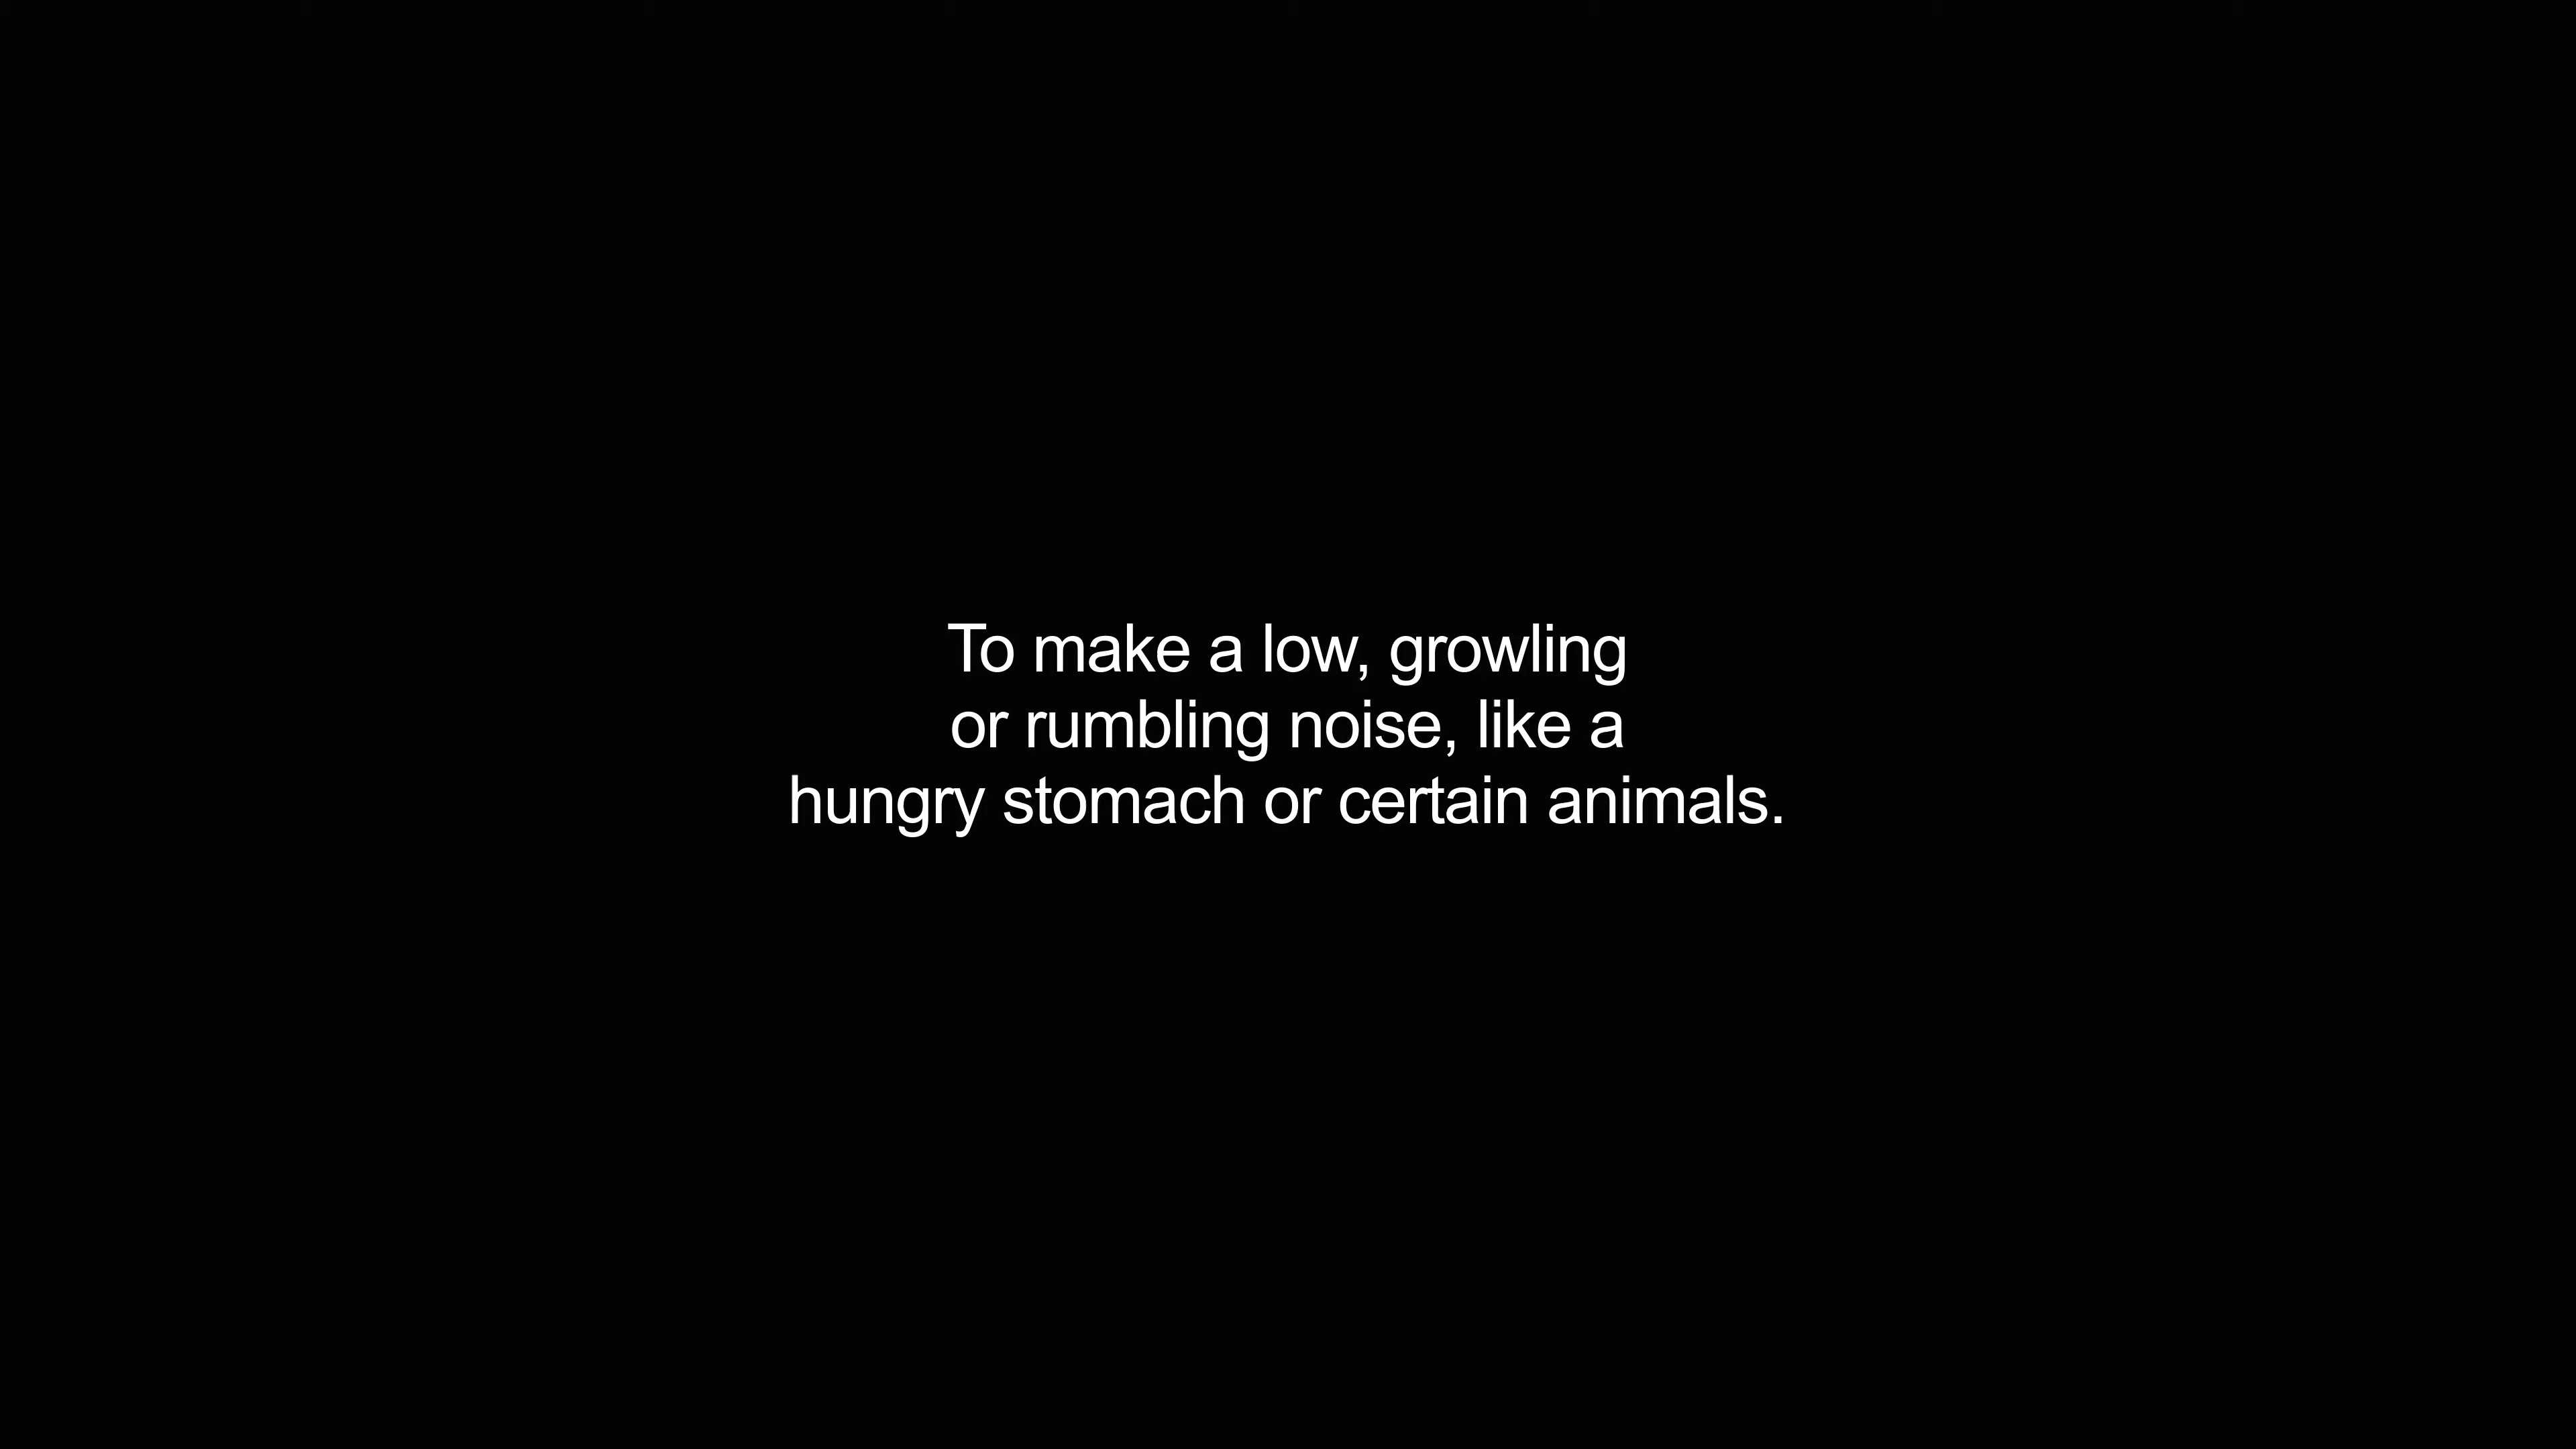 To make a low, growling
or rumbling noise, like a
hungry stomach or certain animals.